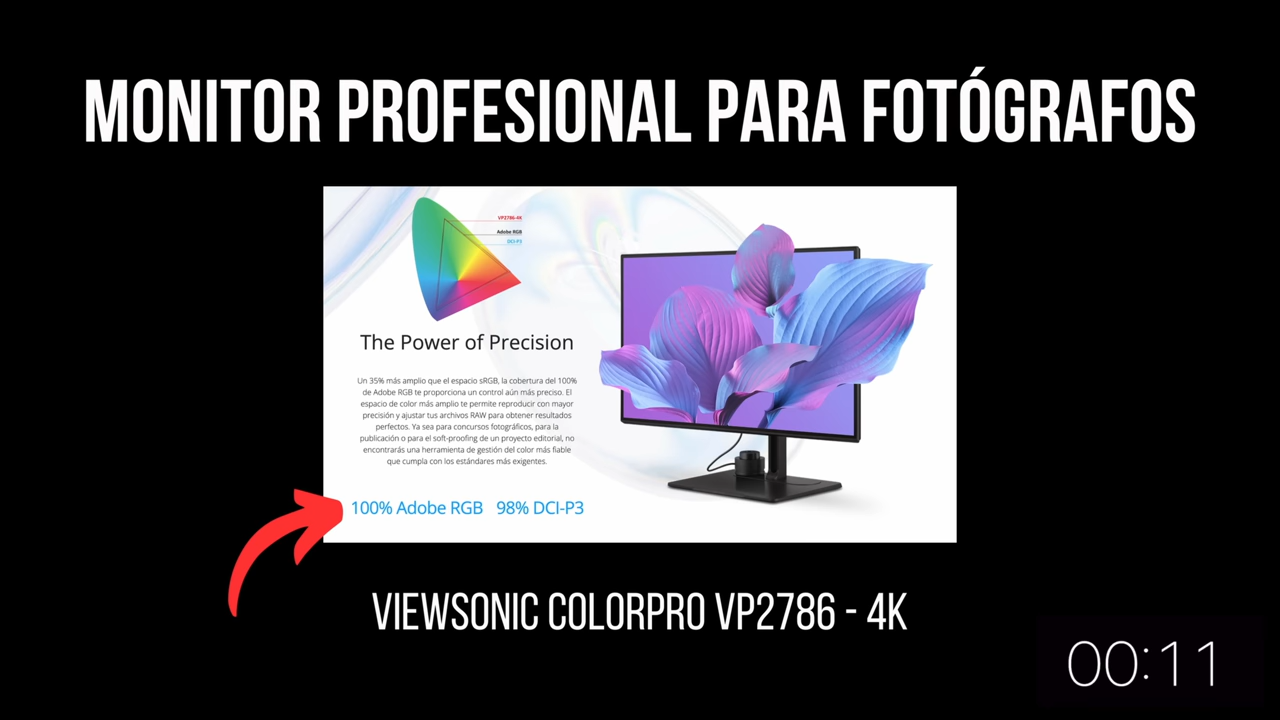 MONITOR PROFESIONAL PARA FOTÓGRAFOS
VP2786-4K
Adobe RGB
DCI-P3
The Power of Precision
Un 35% más amplio que el espacio sRGB, la cobertura del 100%
de Adobe RGB te proporciona un control aún más preciso. El
espacio de color más amplio te permite reproducir con mayor
precisión y ajustar tus archivos RAW para obtener resultados
perfectos. Ya sea para concursos fotográficos, para la
publicación o para el soft-proofing de un proyecto editorial, no
encontrarás una herramienta de gestión del color más fiable
que cumpla con los estándares más exigentes.
100% Adobe RGB 98% DCI-P3
VIEWSONIC COLORPRO VP2786 - 4K
00:11